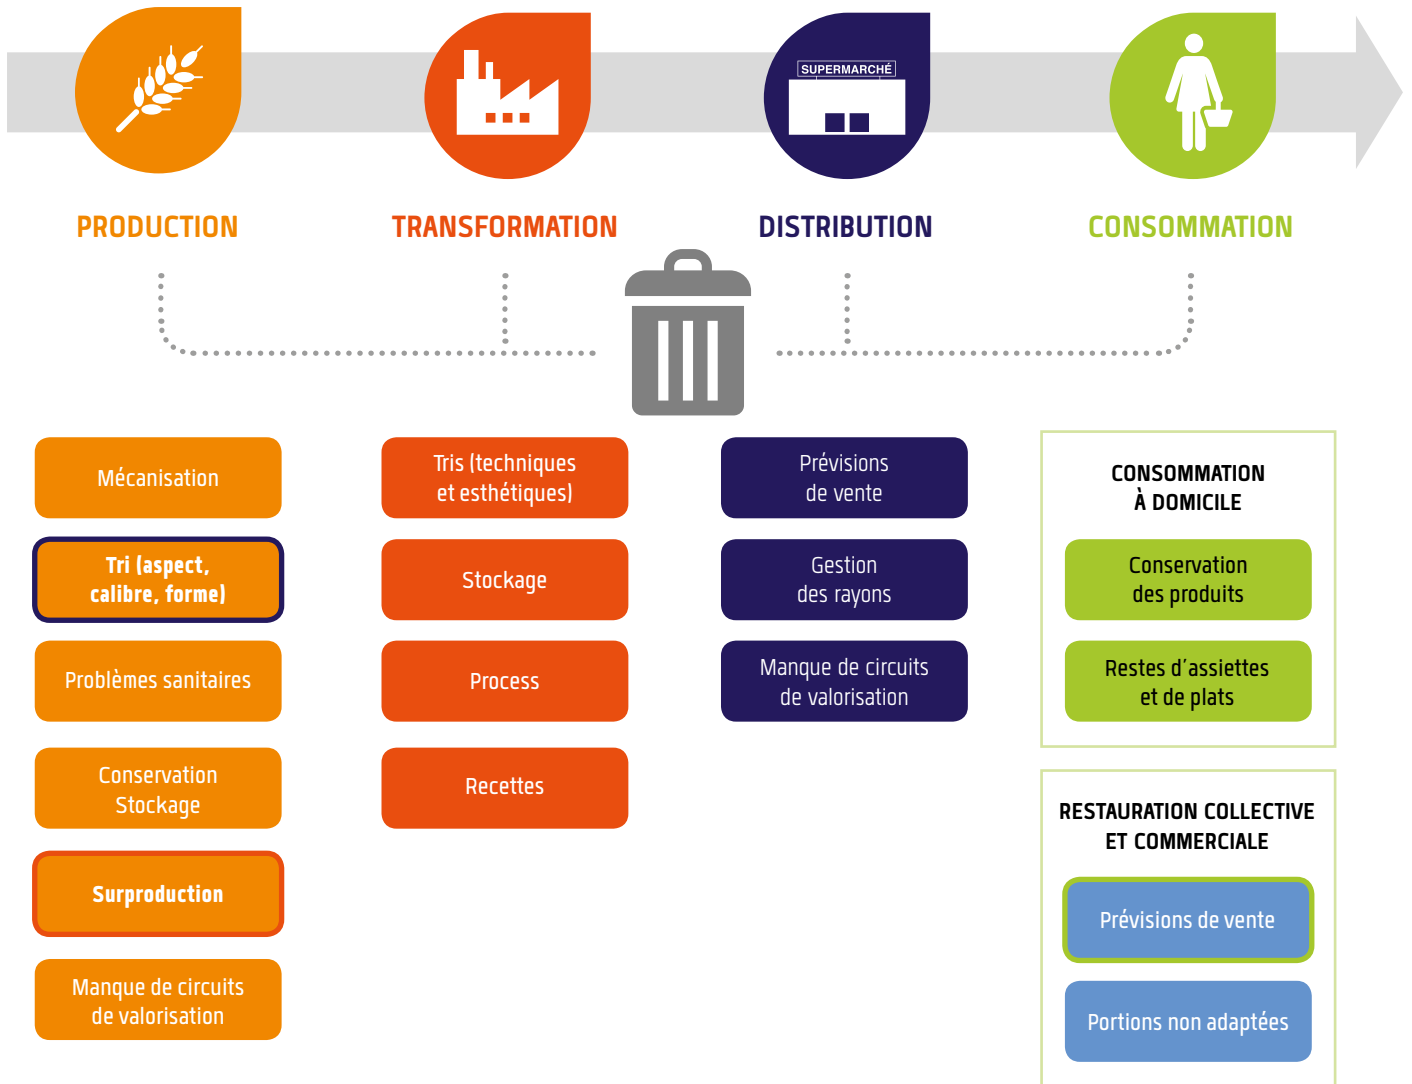 SUPERMARCHÉ
PRODUCTION
TRANSFORMATION
DISTRIBUTION
CONSOMMATION
Mécanisation
Tri (aspect,
calibre, forme)
Problèmes sanitaires
Conservation
Stockage
Surproduction
Manque de circuits
de valorisation
Tris (techniques
et esthétiques)
Stockage
Process
Recettes
Prévisions
de vente
Gestion
des rayons
Manque de circuits
de valorisation
CONSOMMATION
À DOMICILE
Conservation
des produits
Restes d’assiettes
et de plats
RESTAURATION COLLECTIVE
ET COMMERCIALE
Prévisions de vente
Portions non adaptées